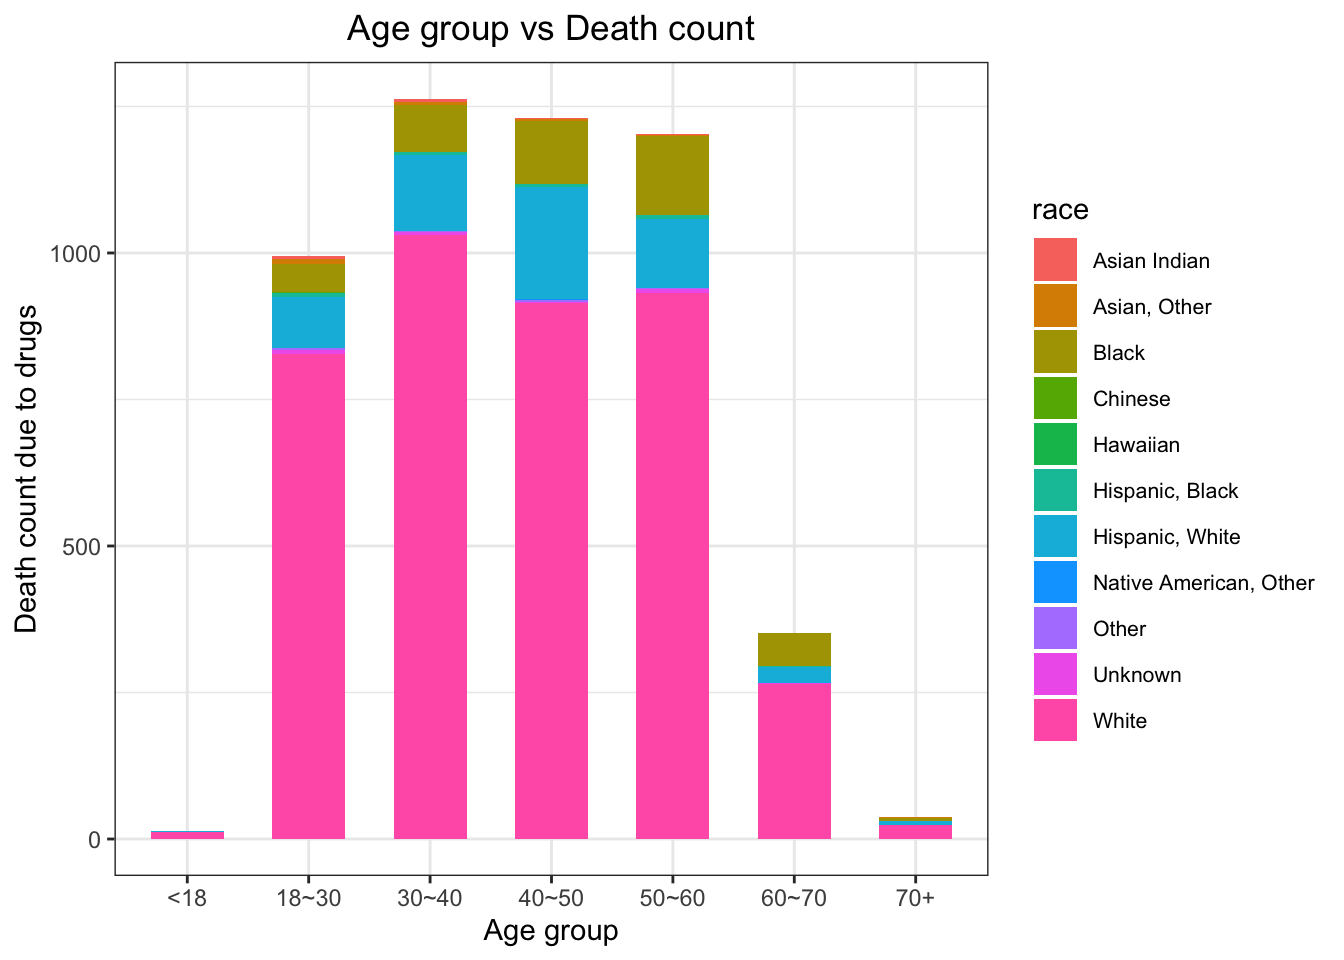 Age group vs Death count
Death count due to drugs
1000
500
0
<18
18~30
30~40
40~50
50~60
60~70
70+
Age group
race
Asian Indian
Asian, Other
Black
Chinese
Hawaiian
Hispanic, Black
Hispanic, White
Native American, Other
Other
Unknown
White